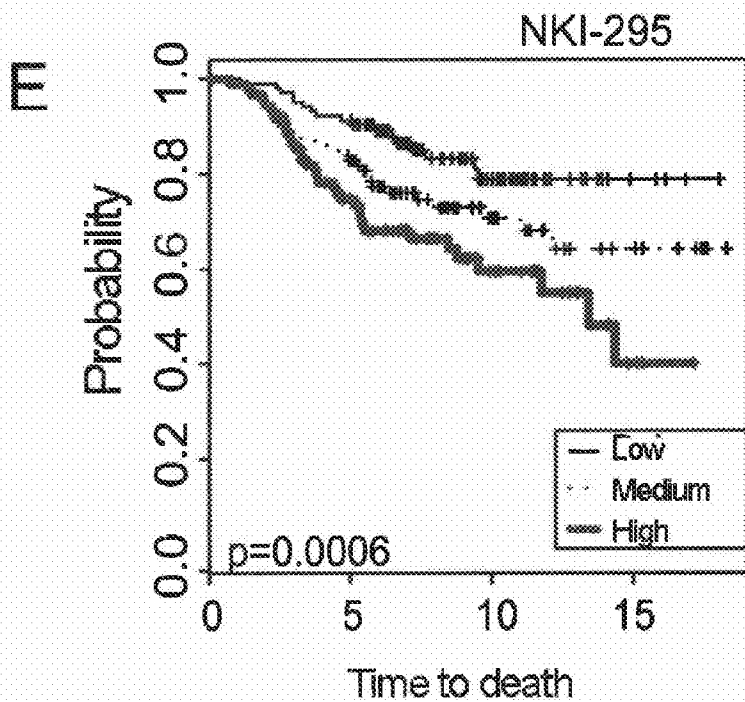 E
NKI-295
Probability
1.0
0.8
0.6
0.4
0.2
0.0
p=0.0006
Low
Medium
High
0 5 10 15
Time to death